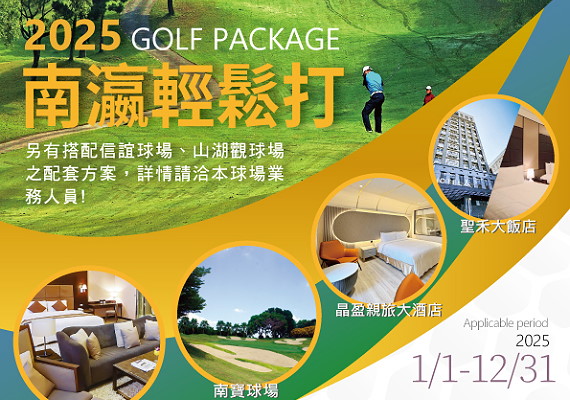 2025 GOLF PACKAGE
南瀛輕鬆打
另有搭配信誼球場、山湖觀球場
之配套方案，詳情請洽本球場業
務人員!
聖禾大飯店
晶盈親旅大酒店
南寶球場
Applicable period
2025
1/1-12/31